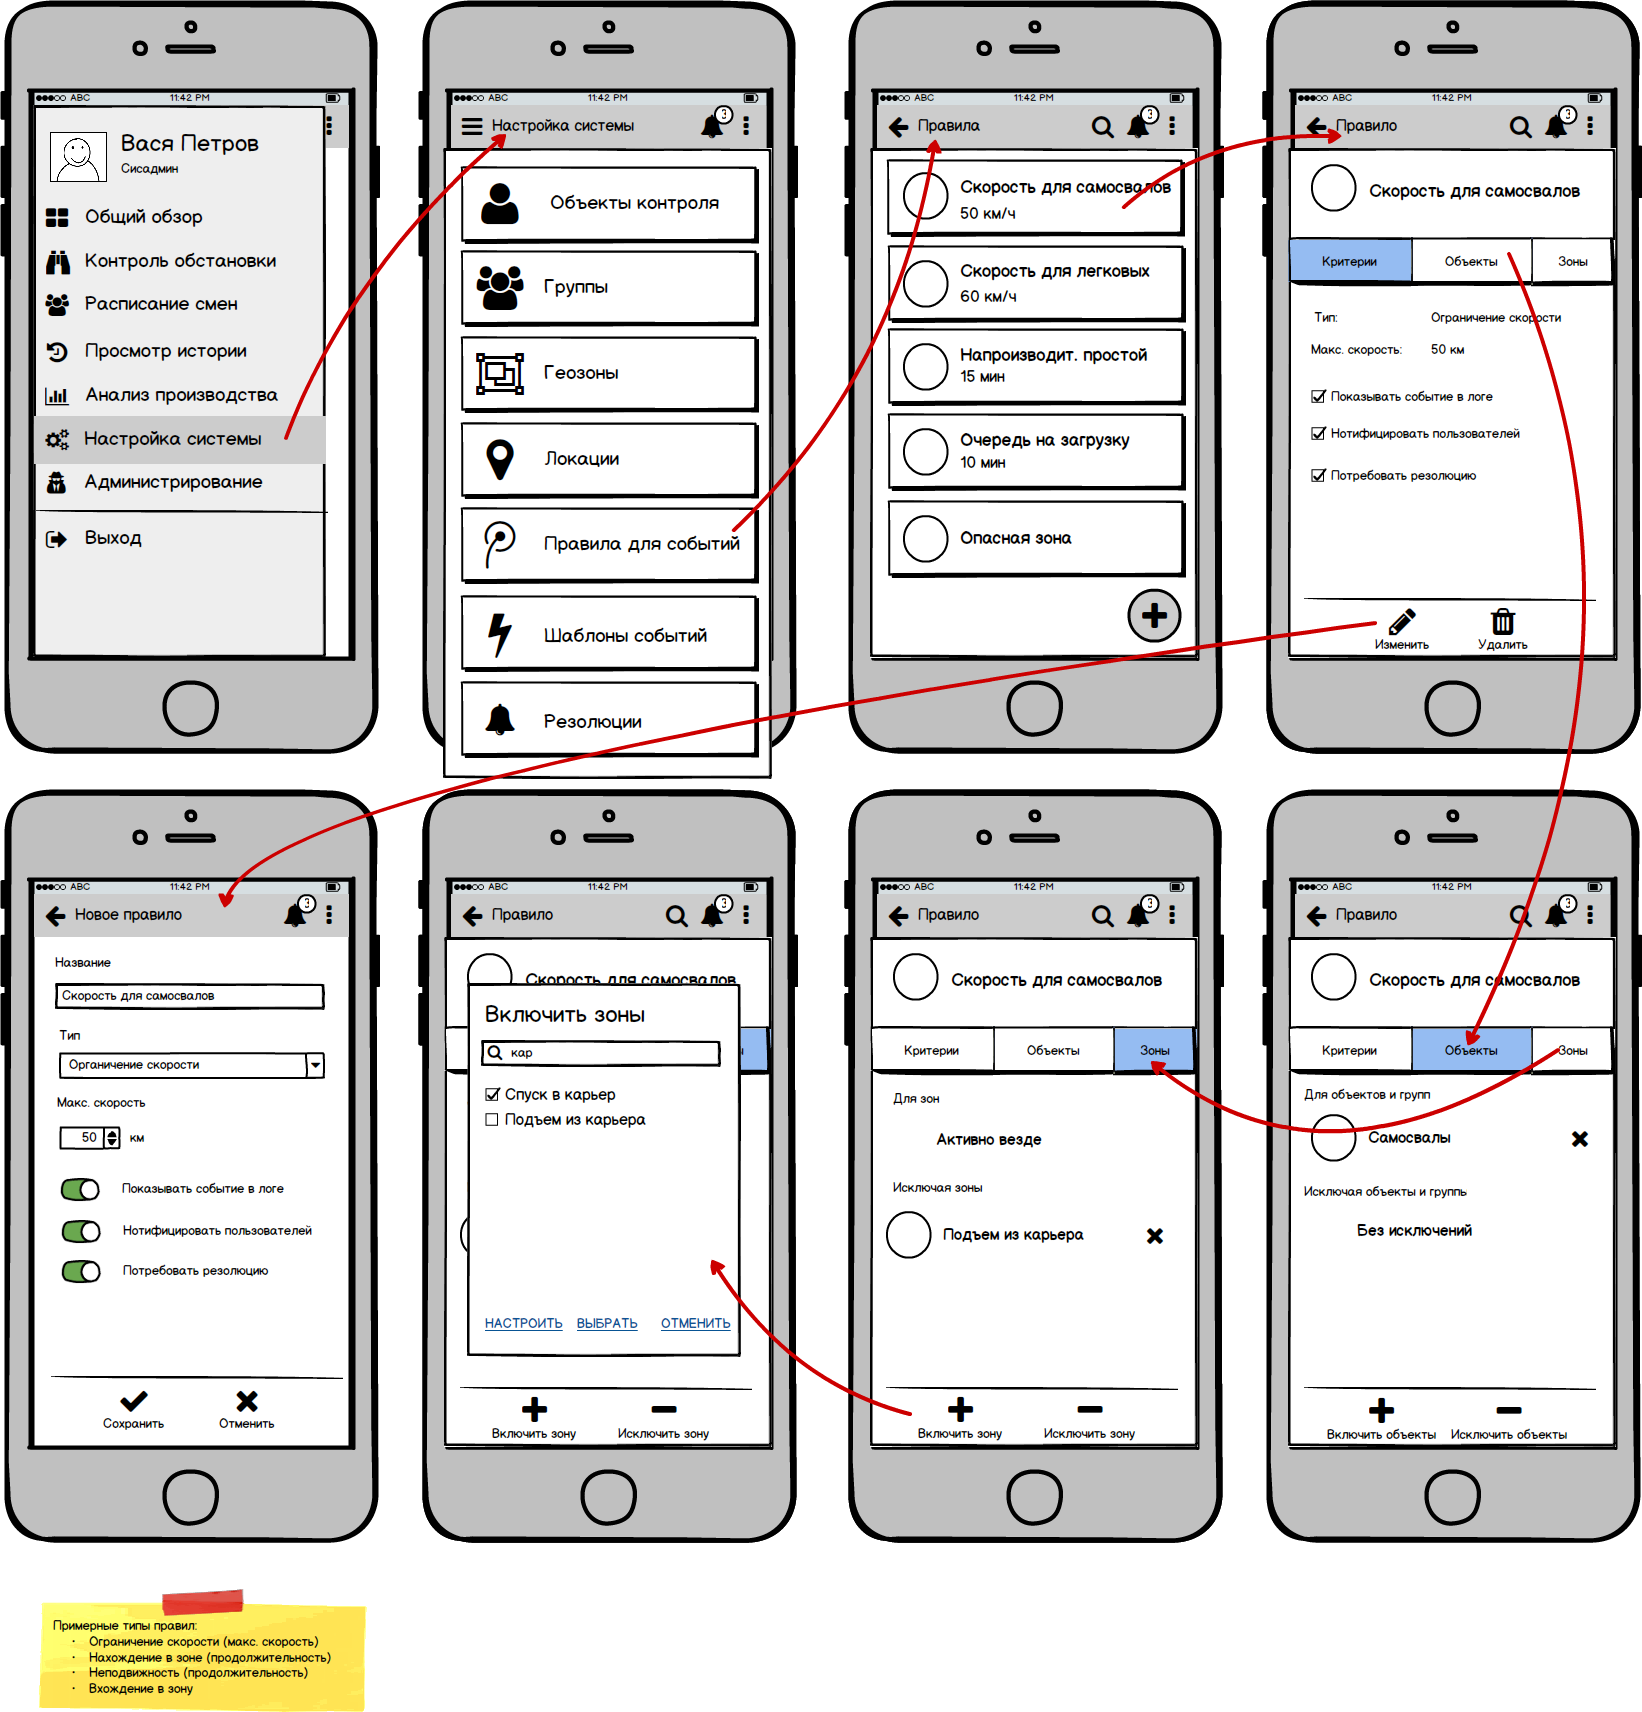 ABC 11:42 PM
Вася Петров
Сисадмин
Общий обзор
Контроль обстановки
Расписание смен
Просмотр истории
Анализ производства
Настройка системы
Администрирование
Выход
ABC 11:42 PM
Настройка системы 3
Объекты контроля
Группы
Геозоны
Локации
Правила для событий
Шаблоны событий
Резолюции
ABC 11:42 PM
Правила 3
Скорость для самосвалов
50 км/ч
Скорость для легковых
60 км/ч
Напроизводит. простой
15 мин
Очередь на загрузку
10 мин
Опасная зона
ABC 11:42 PM
Правило 3
Скорость для самосвалов
Критерии Объекты Зоны
Тип: Ограничение скорости
Макс. скорость: 50 км
Показывать событие в логе
Нотифицировать пользователей
Потребовать резолюцию
Изменить Удалить
ABC 11:42 PM
Новое правило 3
Название
Скорость для самосвалов
Тип
Органичение скорости
Макс. скорость
50 км
Показывать событие в логе
Нотифицировать пользователей
Потребовать резолюцию
Сохранить Отменить
ABC 11:42 PM
Правило 3
Скорость для самосвалов
ы
Включить зоны
кар
Спуск в карьер
Подъем из карьера
НАСТРОИТЬ ВЫБРАТЬ ОТМЕНИТЬ
Включить зону Исключить зону
ABC 11:42 PM
Правило 3
Скорость для самосвалов
Критерии Объекты Зоны
Для зон
Активно везде
Исключая зоны
Подъем из карьера
Включить зону Исключить зону
ABC 11:42 PM
Правило 3
Скорость для самосвалов
Критерии Объекты Зоны
Для объектов и групп
Самосвалы
Исключая объекты и группь
Без исключений
Включить объекты Исключить объекты
Примерные типы правил:
· Ограничение скорости (макс. скорость)
· Нахождение в зоне (продолжительность)
· Неподвижность (продолжительность)
· Вхождение в зону